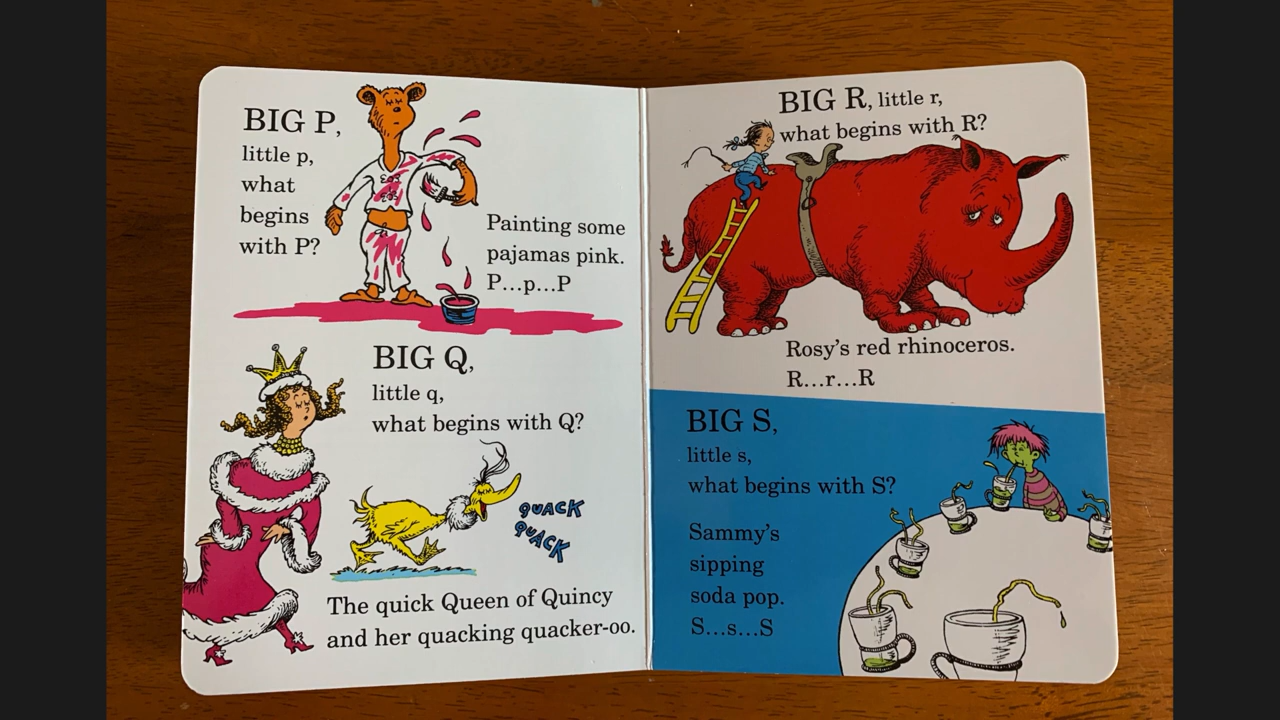 BIG P,
little p,
what
begins
with P?
Painting some
pajamas pink.
P...p...P
BIG Q,
little q,
what begins with Q?
QUACK
QUACK
The quick Queen of Quincy
and her quacking quacker-oo.
BIG R, little r,
what begins with R?
Rosy's red rhinoceros.
R...r...R
BIG S,
little s,
what begins with S?
Sammy's
sipping
soda pop.
S...s...S